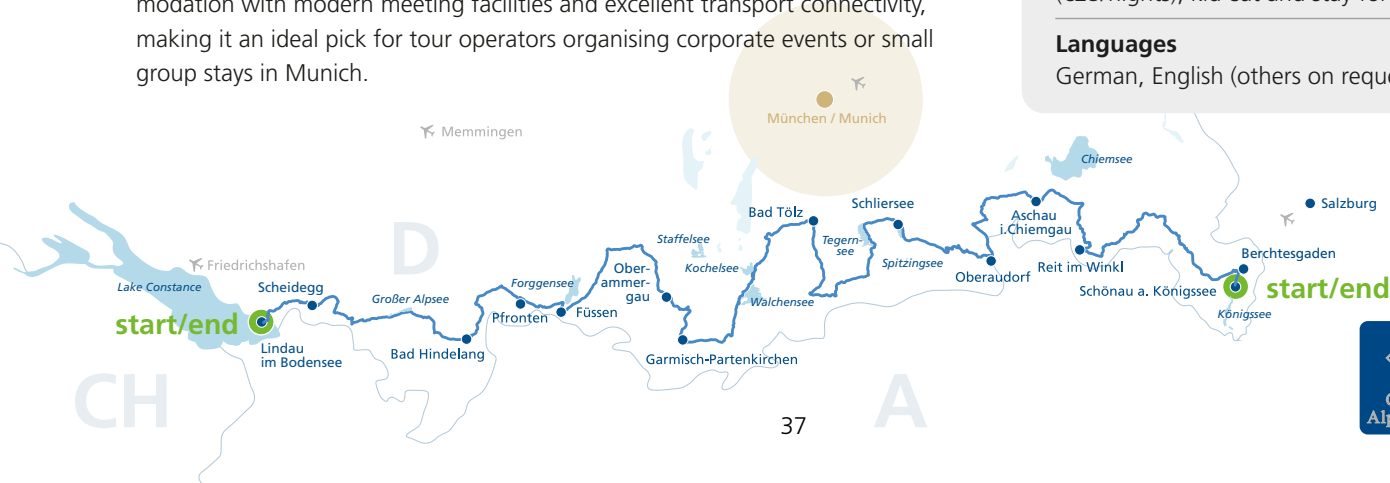 modation with modern meeting facilities and excellent transport connectivity,
making it an ideal pick for tour operators organising corporate events or small
group stays in Munich.
Languages
German, English (others on
München / Munich
Memmingen
Chiemsee
Salzburg
Schliersee
Bad Tölz
Aschau
i.Chiemgau
Staffelsee
Tegern-
see
D
Berchtesgaden
Friedrichshafen
Kochelsee
Spitzingsee
Ober-
ammer-
gau
Reit im Winkl
Oberaudorf
Lake Constance
Scheidegg
Forggensee
Schönau a. Königssee
start/end
Großer Alpsee
Walchensee
Pfronten
Füssen
Königssee
start/end
Lindau
im Bodensee
Bad Hindelang
Garmisch-Partenkirchen
CH
A
37